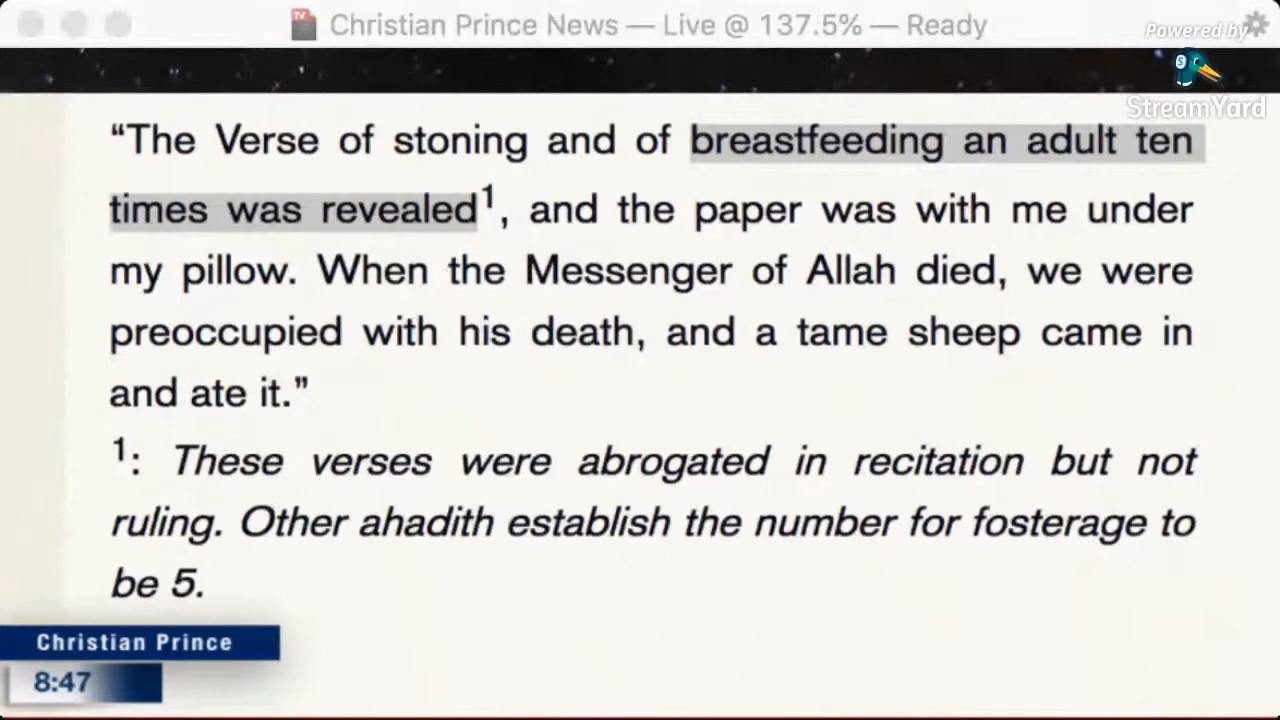 Christian Prince News — Live @ 137.5% — Ready
Powered by
StreamYard
“The Verse of stoning and of breastfeeding an adult ten
times was revealed¹, and the paper was with me under
my pillow. When the Messenger of Allah died, we were
preoccupied with his death, and a tame sheep came in
and ate it.”
¹: These verses were abrogated in recitation but not
ruling. Other ahadith establish the number for fosterage to
be 5.
Christian Prince
8:47